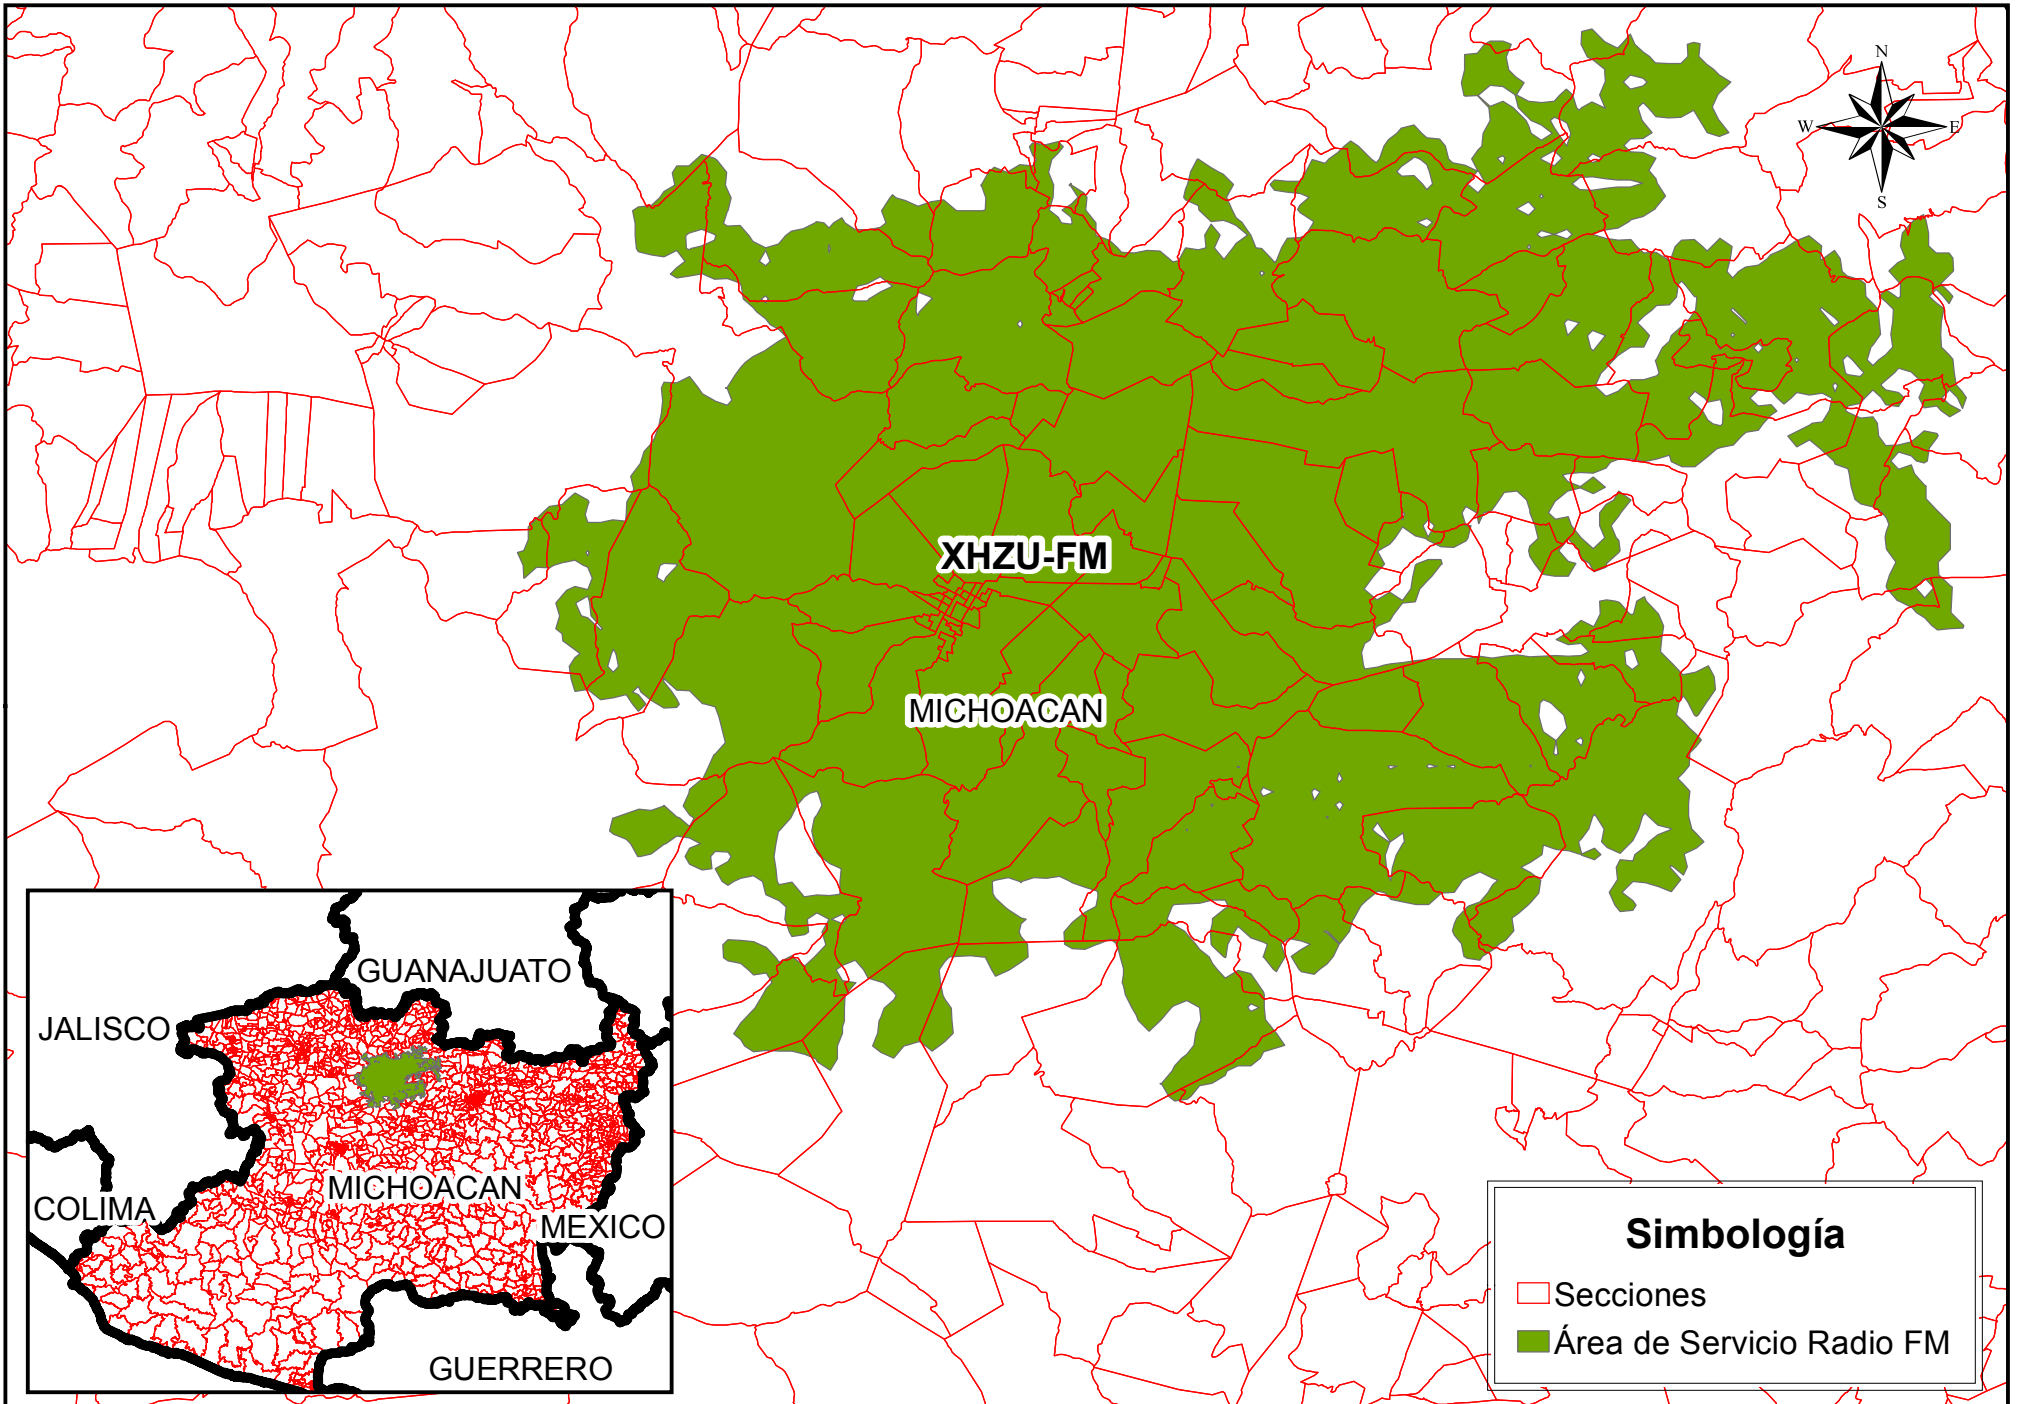 N
W E
S
XHZU-FM
MICHOACAN
GUANAJUATO
JALISCO
MICHOACAN
COLIMA
MEXICO
GUERRERO
Simbología
Secciones
Área de Servicio Radio FM